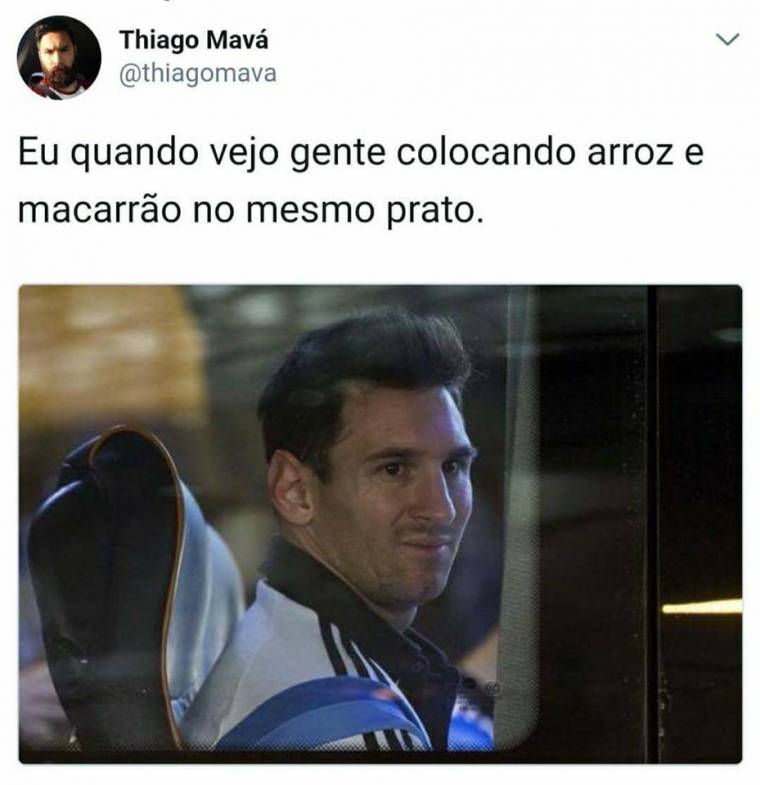 Thiago Mavá
@thiagomava
Eu quando vejo gente colocando arroz e
macarrão no mesmo prato.